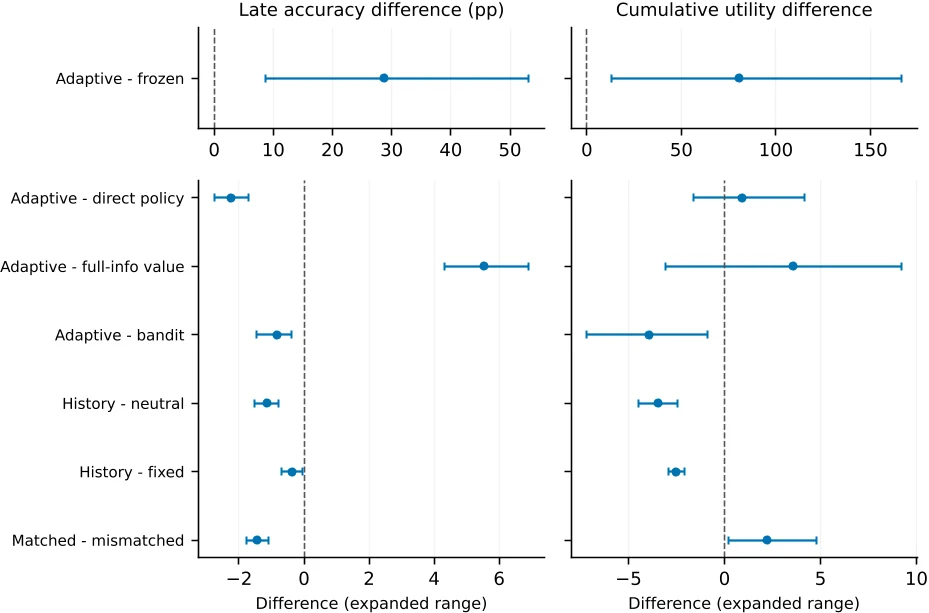 Late accuracy difference (pp)
Cumulative utility difference
Adaptive - frozen
0 10 20 30 40 50
0 50 100 150
Adaptive - direct policy
Adaptive - full-info value
Adaptive - bandit
History - neutral
History - fixed
Matched - mismatched
−2 0 2 4 6
−5 0 5 10
Difference (expanded range)
Difference (expanded range)